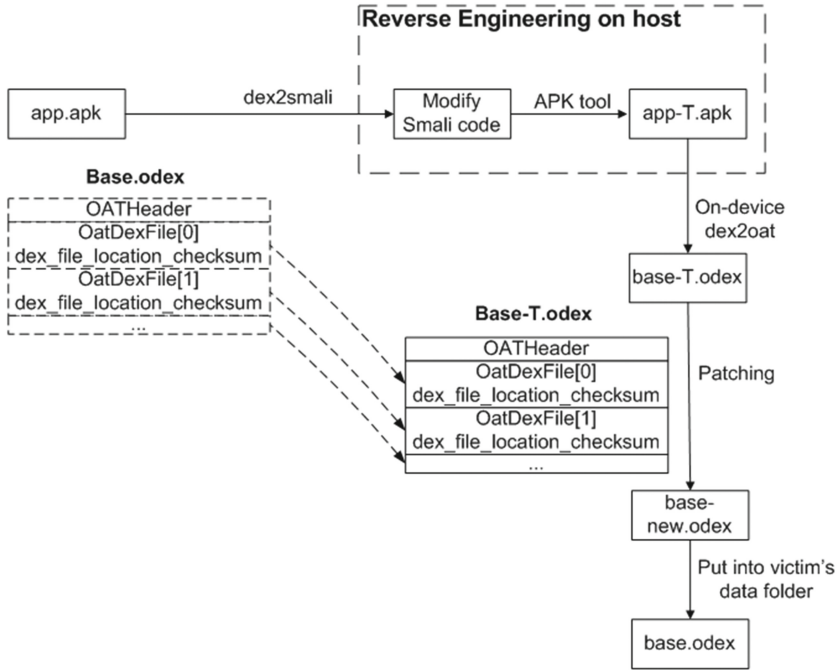 Reverse Engineering on host
app.apk
dex2smali
Modify
Smali code
APK tool
app-T.apk
On-device
dex2oat
Base.odex
OATHeader
OatDexFile[0]
dex_file_location_checksum
OatDexFile[1]
dex_file_location_checksum
...
base-T.odex
Base-T.odex
OATHeader
OatDexFile[0]
dex_file_location_checksum
OatDexFile[1]
dex_file_location_checksum
...
Patching
base-
new.odex
Put into victim's
data folder
base.odex